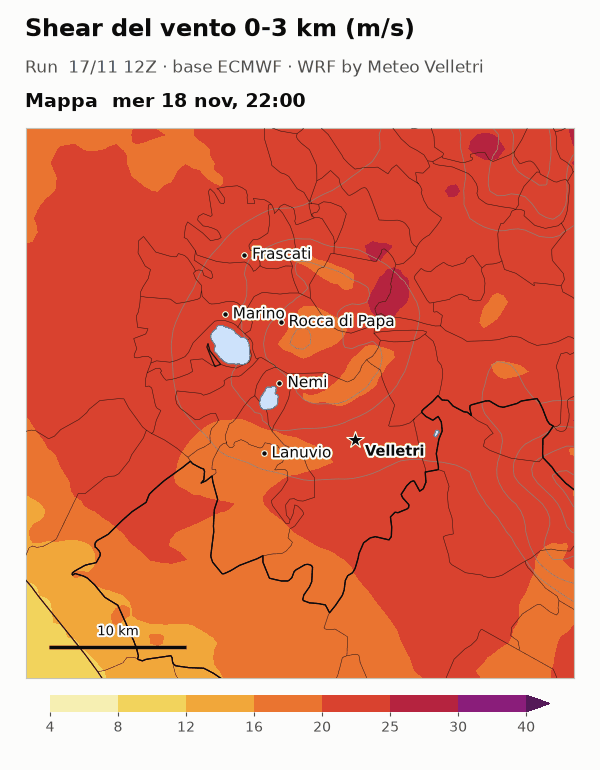 Shear del vento 0-3 km (m/s)
Run  17/11 12Z · base ECMWF · WRF by Meteo Velletri
Mappa  mer 18 nov, 22:00
Frascati
Marino
Rocca di Papa
Nemi
Velletri
Lanuvio
10 km
4 8 12 16 20 25 30 40